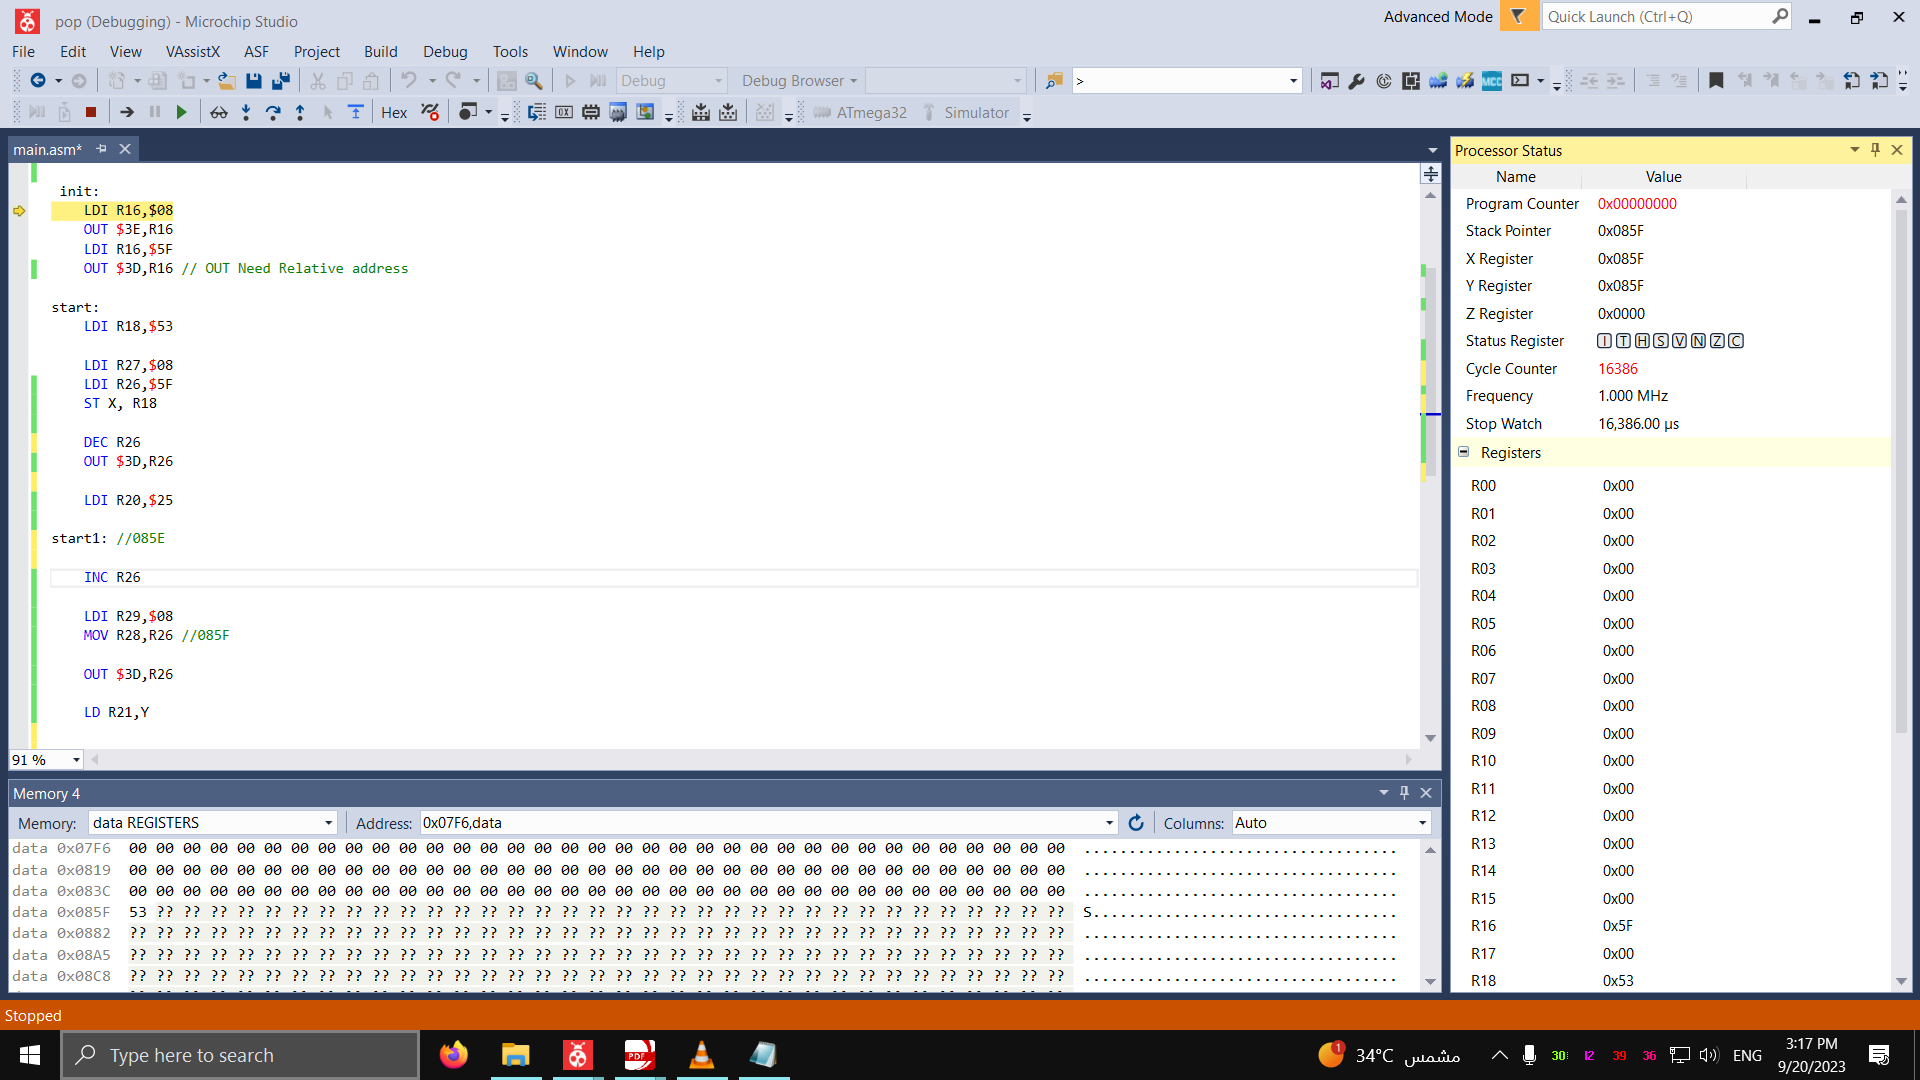 pop (Debugging) - Microchip Studio
Advanced Mode
Quick Launch (Ctrl+Q)
File Edit View VAssistX ASF Project Build Debug Tools Window Help
Debug Debug Browser >
Hex ATmega32 Simulator
main.asm*
init:
LDI R16,$08
OUT $3E,R16
LDI R16,$5F
OUT $3D,R16 // OUT Need Relative address
start:
LDI R18,$53
LDI R27,$08
LDI R26,$5F
ST X, R18
DEC R26
OUT $3D,R26
LDI R20,$25
start1: //085E
INC R26
LDI R29,$08
MOV R28,R26 //085F
OUT $3D,R26
LD R21,Y
91 %
Memory 4
Memory: data REGISTERS Address: 0x07F6,data Columns: Auto
data 0x07F6 00 00 00 00 00 00 00 00 00 00 00 00 00 00 00 00 00 00 00 00 00 00 00 00 00 00 00 00 00 00 00 00 00 00 00 ...................................
data 0x0819 00 00 00 00 00 00 00 00 00 00 00 00 00 00 00 00 00 00 00 00 00 00 00 00 00 00 00 00 00 00 00 00 00 00 00 ...................................
data 0x083C 00 00 00 00 00 00 00 00 00 00 00 00 00 00 00 00 00 00 00 00 00 00 00 00 00 00 00 00 00 00 00 00 00 00 00 ...................................
data 0x085F 53 ?? ?? ?? ?? ?? ?? ?? ?? ?? ?? ?? ?? ?? ?? ?? ?? ?? ?? ?? ?? ?? ?? ?? ?? ?? ?? ?? ?? ?? ?? ?? ?? ?? ?? S..................................
data 0x0882 ?? ?? ?? ?? ?? ?? ?? ?? ?? ?? ?? ?? ?? ?? ?? ?? ?? ?? ?? ?? ?? ?? ?? ?? ?? ?? ?? ?? ?? ?? ?? ?? ?? ?? ?? ...................................
data 0x08A5 ?? ?? ?? ?? ?? ?? ?? ?? ?? ?? ?? ?? ?? ?? ?? ?? ?? ?? ?? ?? ?? ?? ?? ?? ?? ?? ?? ?? ?? ?? ?? ?? ?? ?? ?? ...................................
data 0x08C8 ?? ?? ?? ?? ?? ?? ?? ?? ?? ?? ?? ?? ?? ?? ?? ?? ?? ?? ?? ?? ?? ?? ?? ?? ?? ?? ?? ?? ?? ?? ?? ?? ?? ?? ?? ...................................
Processor Status
Name Value
Program Counter 0x00000000
Stack Pointer 0x085F
X Register 0x085F
Y Register 0x085F
Z Register 0x0000
Status Register I T H S V N Z C
Cycle Counter 16386
Frequency 1.000 MHz
Stop Watch 16,386.00 µs
Registers
R00 0x00
R01 0x00
R02 0x00
R03 0x00
R04 0x00
R05 0x00
R06 0x00
R07 0x00
R08 0x00
R09 0x00
R10 0x00
R11 0x00
R12 0x00
R13 0x00
R14 0x00
R15 0x00
R16 0x5F
R17 0x00
R18 0x53
Stopped
Type here to search
PDF
1 34°C مشمس
30 12 39 36 ENG
3:17 PM
9/20/2023